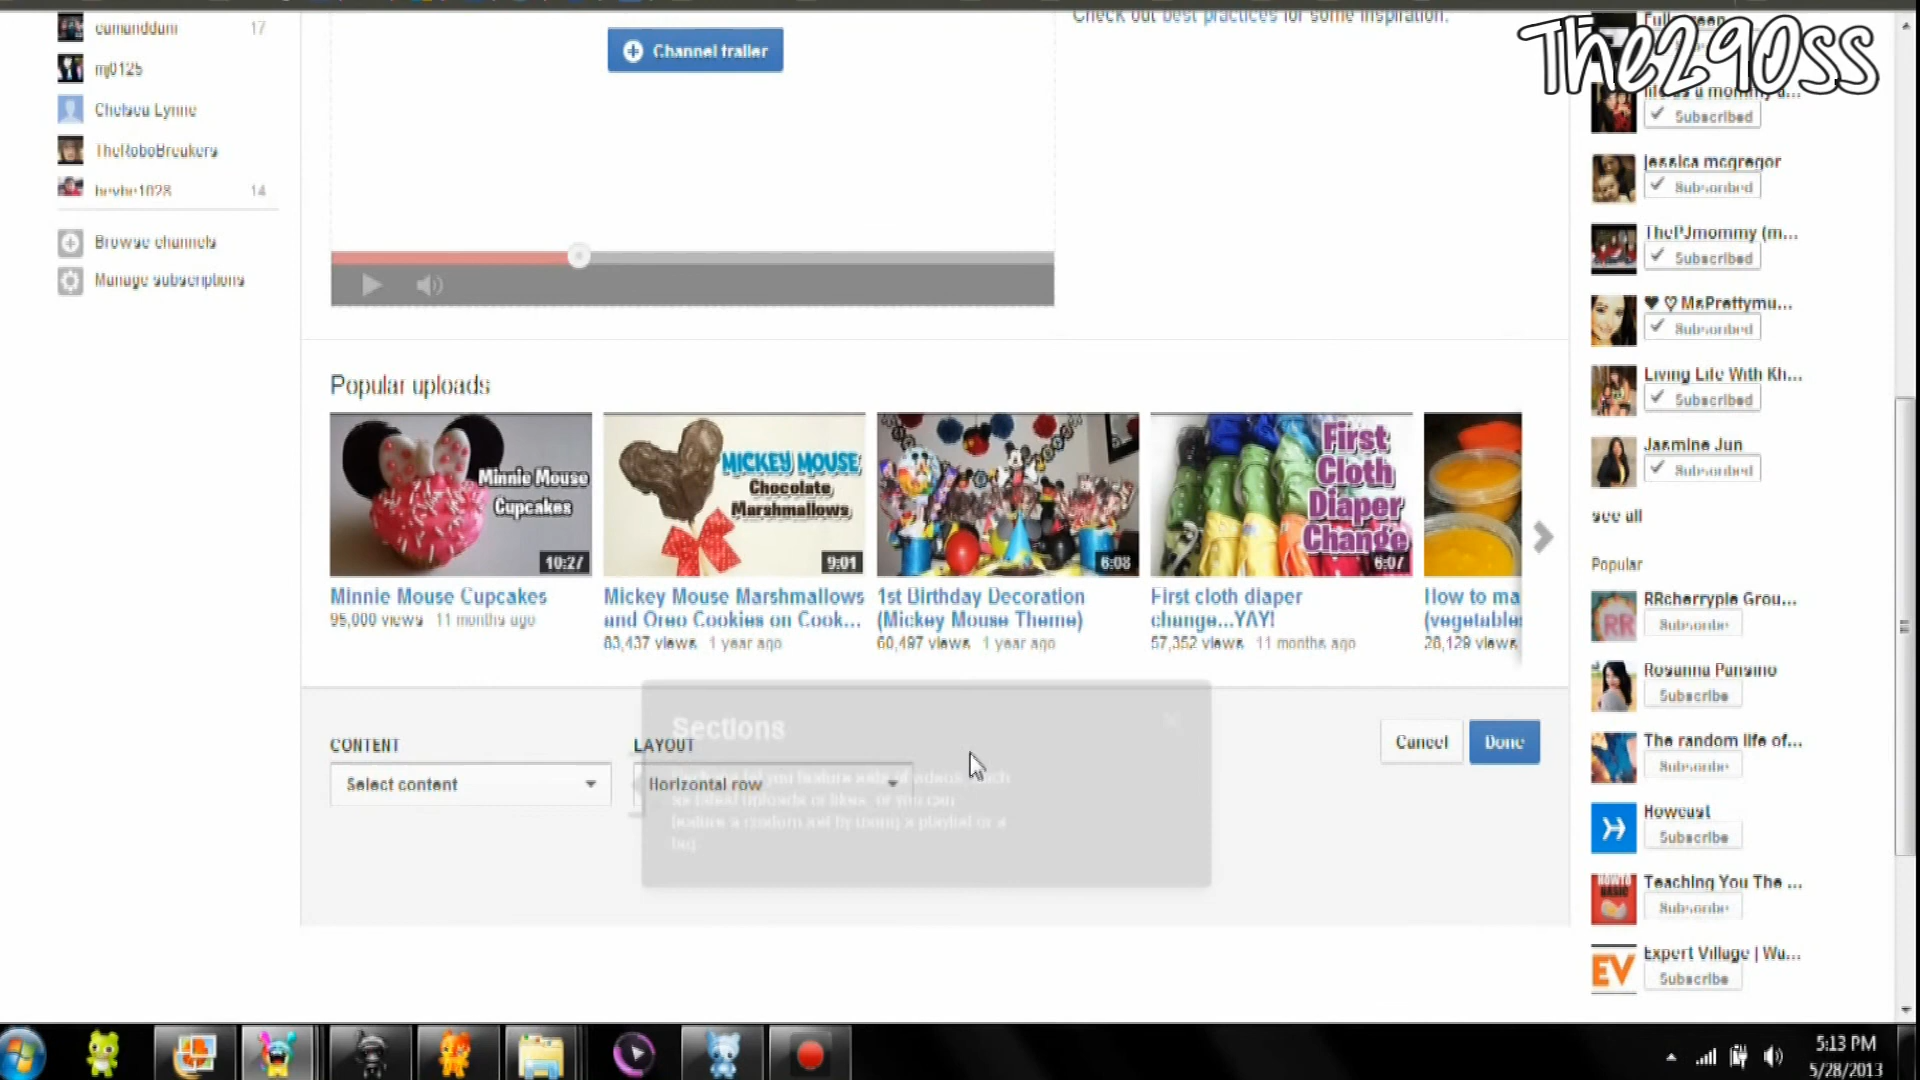 Check out best practices for some inspiration.
The290ss
17
mj0125
Chelsea Lynne
TheRoboBreakers
14
Browse channels
Manage subscriptions
Channel trailer
Popular uploads
Minnie Mouse
Cupcakes
10:27
Minnie Mouse Cupcakes
95,000 views 11 months ago
MICKEY MOUSE
Chocolate
Marshmallows
9:01
Mickey Mouse Marshmallows
and Oreo Cookies on Cook...
83,437 views 1 year ago
6:08
1st Birthday Decoration
(Mickey Mouse Theme)
60,497 views 1 year ago
First
Cloth
Diaper
Change
6:07
First cloth diaper
change...YAY!
57,352 views 11 months ago
How to ma
(vegetable
28,129 views
CONTENT
Select content
LAYOUT
Horizontal row
Sections
Cancel
Done
Subscribed
jessica mcgregor
Subscribed
ThePJmommy (m...
Subscribed
♥ ♡ MsPrettymu...
Subscribed
Living Life With Kh...
Subscribed
Jasmine Jun
Subscribed
see all
Popular
RR
RRcherrypie Grou...
Subscribe
Rosanna Pansino
Subscribe
The random life of...
Subscribe
Howcast
Subscribe
HOWTO
BASIC
Teaching You The ...
Subscribe
EV
Expert Village | Wa...
Subscribe
5:13 PM
5/28/2013